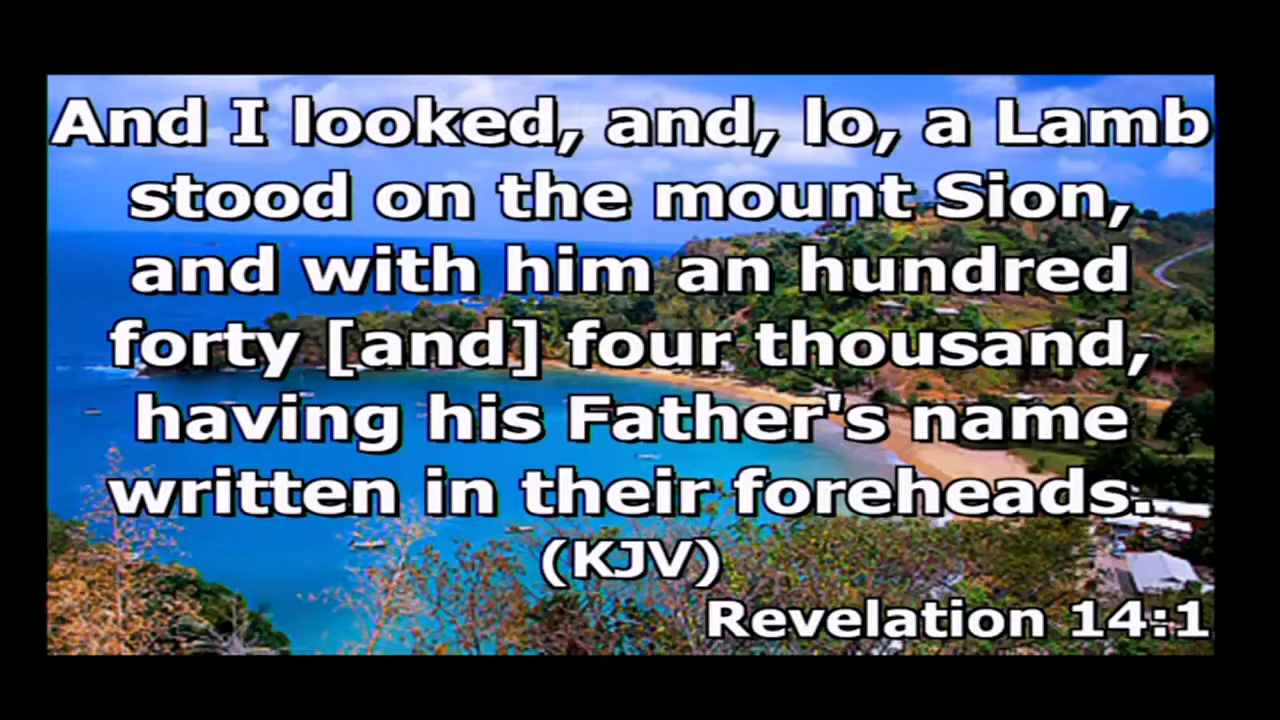 And I looked, and, lo, a Lamb
stood on the mount Sion,
and with him an hundred
forty [and] four thousand,
having his Father's name
written in their foreheads.
(KJV)
Revelation 14:1